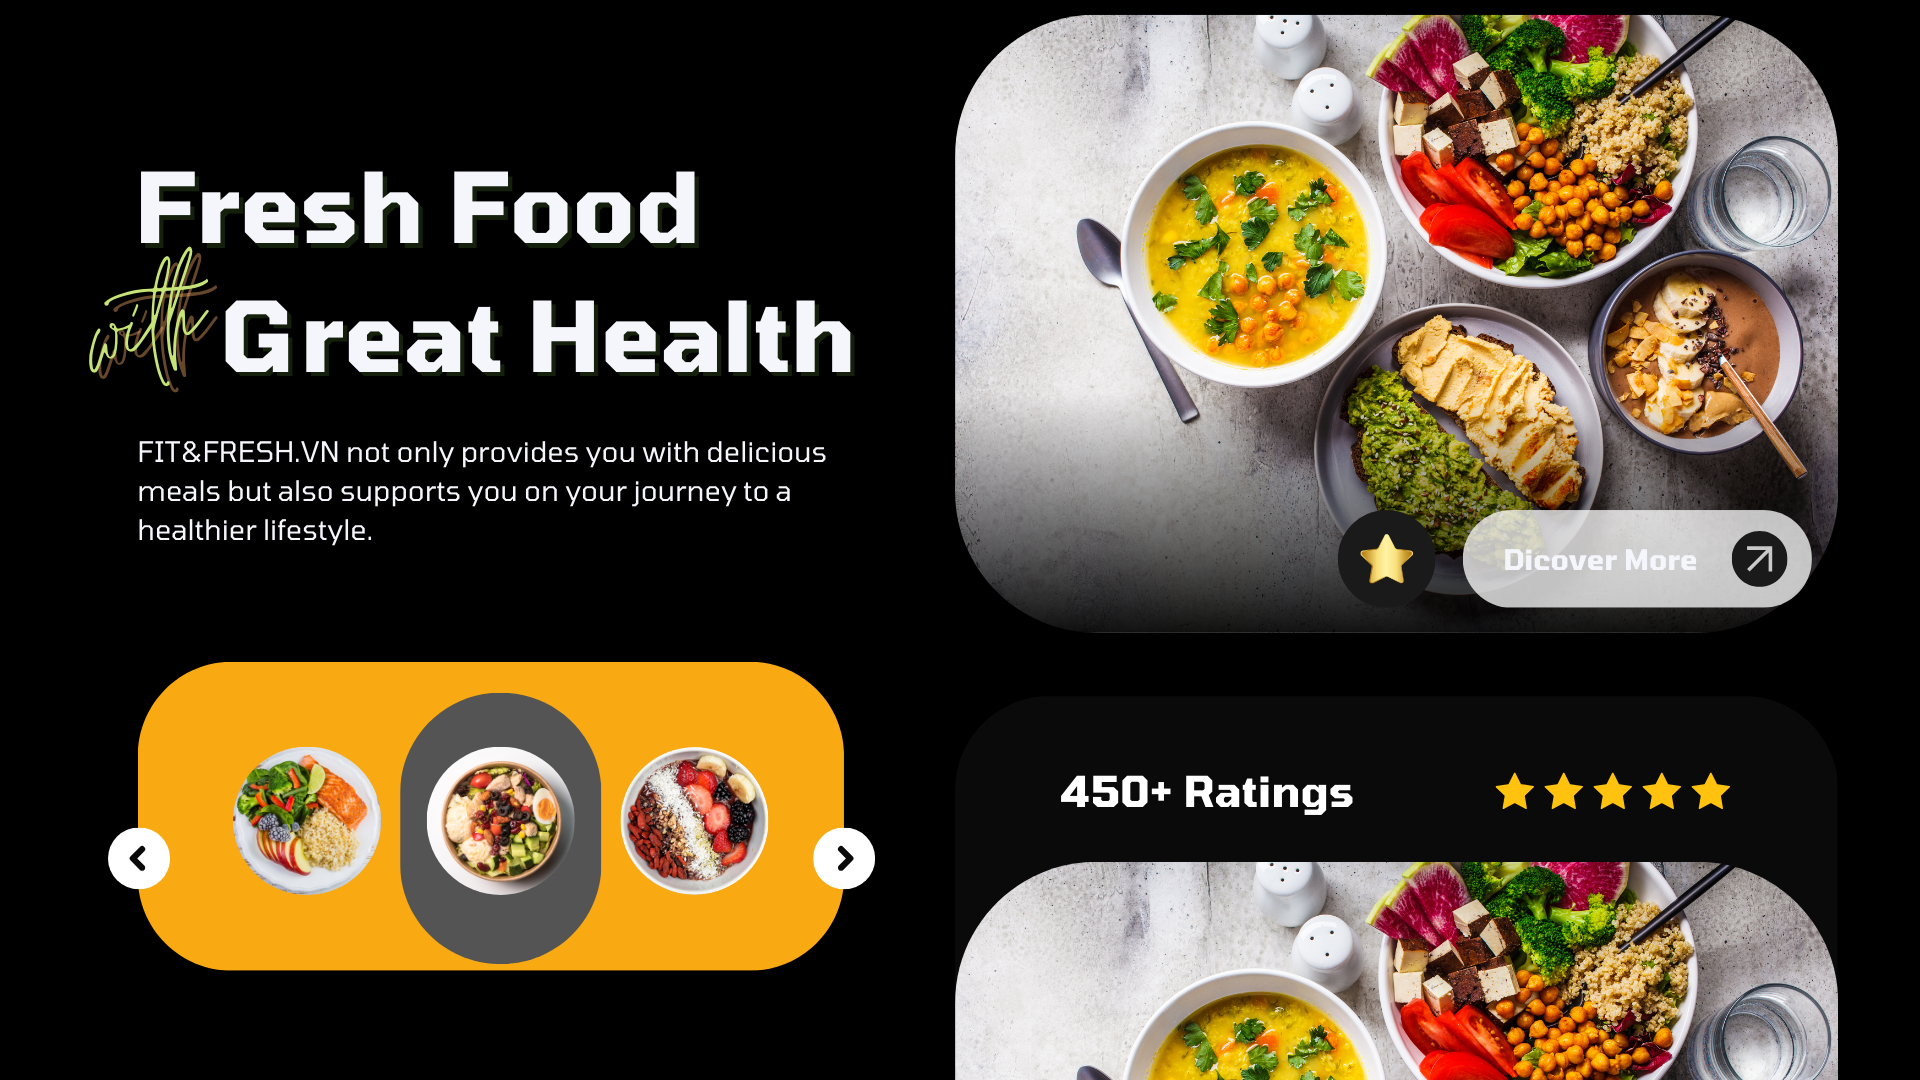 Fresh Food
with Great Health
FIT&FRESH.VN not only provides you with delicious
meals but also supports you on your journey to a
healthier lifestyle.
Dicover More
450+ Ratings